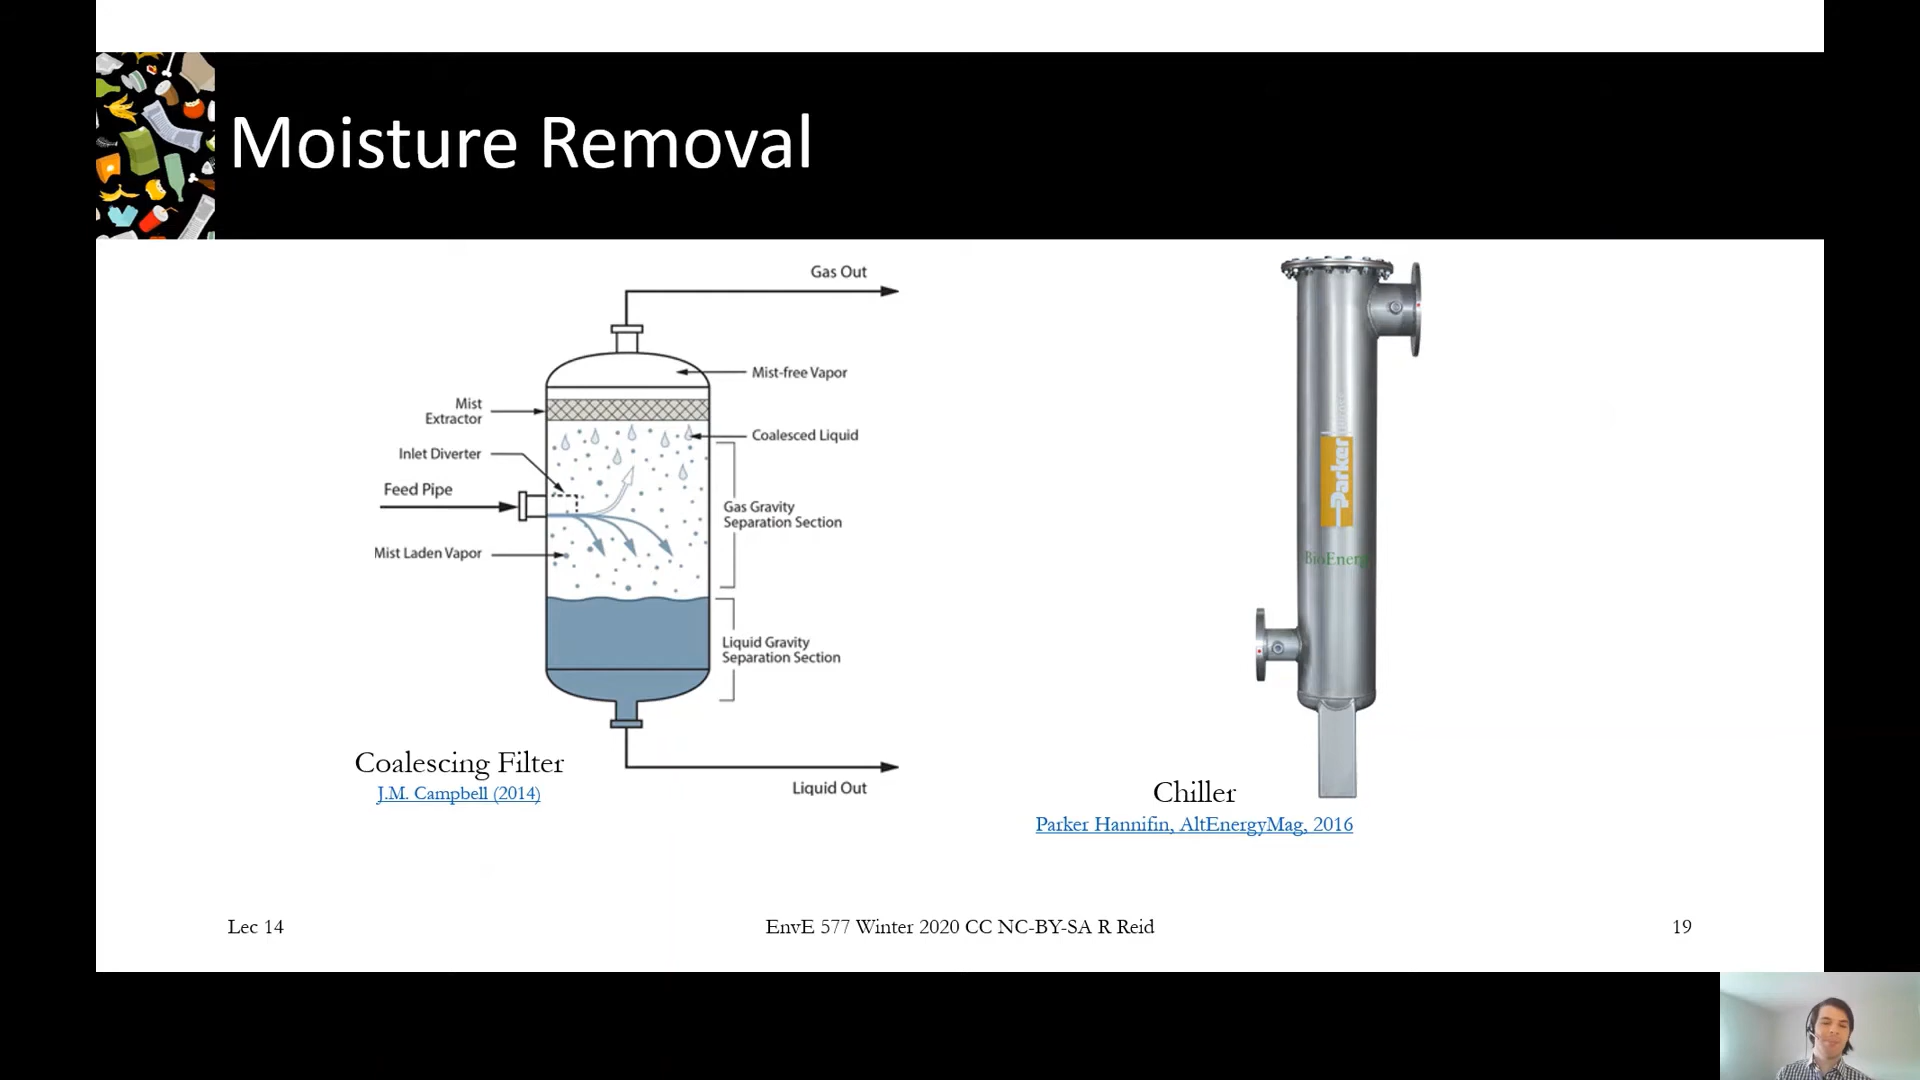 Moisture Removal
Gas Out
Mist-free Vapor
Mist
Extractor
Coalesced Liquid
Inlet Diverter
Feed Pipe
Gas Gravity
Separation Section
Mist Laden Vapor
Liquid Gravity
Separation Section
Liquid Out
Coalescing Filter
J.M. Campbell (2014)
Parker
BioEnergy
Chiller
Parker Hannifin, AltEnergyMag, 2016
Lec 14
EnvE 577 Winter 2020 CC NC-BY-SA R Reid
19